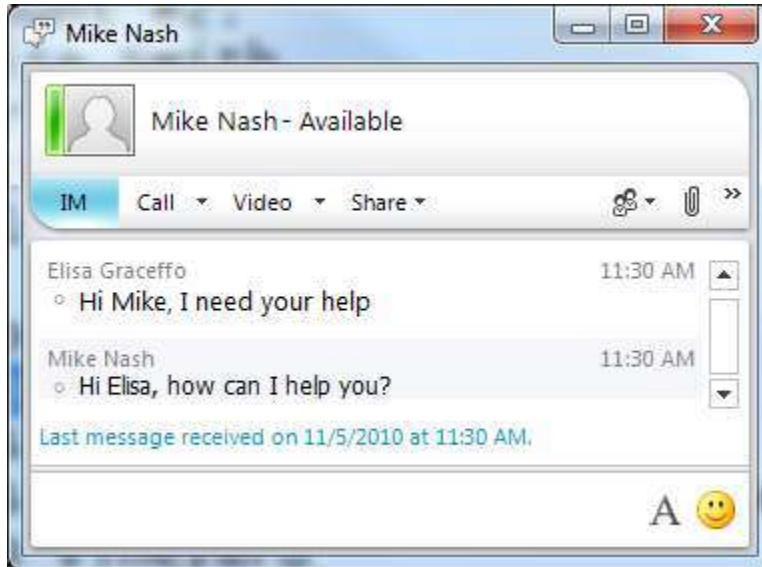 Mike Nash
Mike Nash - Available
IM Call Video Share
Elisa Graceffo 11:30 AM
Hi Mike, I need your help
Mike Nash 11:30 AM
Hi Elisa, how can I help you?
Last message received on 11/5/2010 at 11:30 AM.
A